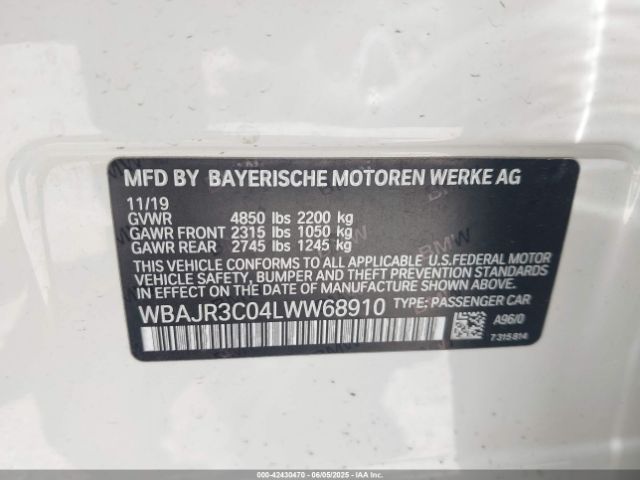 MFD BY BAYERISCHE MOTOREN WERKE AG
11/19
GVWR 4850 lbs 2200 kg
GAWR FRONT 2315 lbs 1050 kg
GAWR REAR 2745 lbs 1245 kg
THIS VEHICLE CONFORMS TO ALL APPLICABLE U.S.FEDERAL MOTOR
VEHICLE SAFETY, BUMPER AND THEFT PREVENTION STANDARDS
IN EFFECT ON THE DATE OF MANUFACTURE SHOWN ABOVE.
WBAJR3C04LWW68910 TYPE: PASSENGER CAR
A96/0
7315814
000-42430470 - 06/05/2025 - IAAI.COM